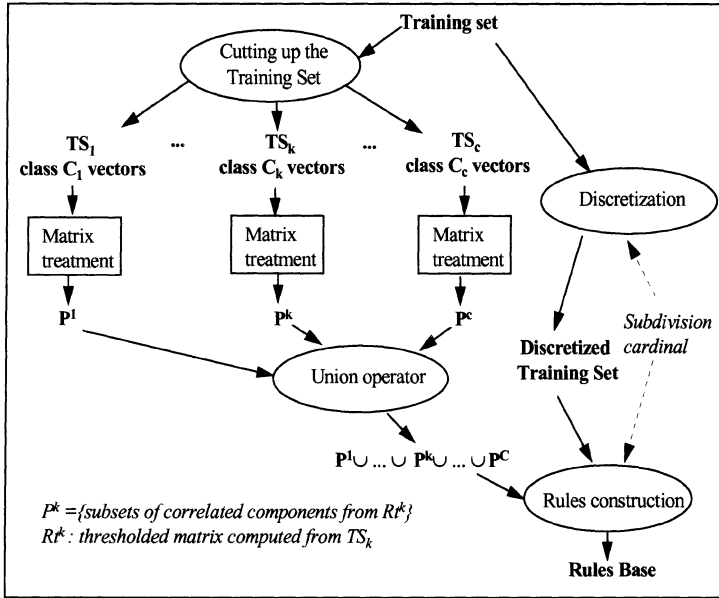 Training set
Cutting up the
Training Set
TS₁ ... TSₖ ... TS꜀
class C₁ vectors class Cₖ vectors class C꜀ vectors
Discretization
Matrix
treatment
Matrix
treatment
Matrix
treatment
P¹ Pᵏ Pᶜ
Subdivision
cardinal
Discretized
Training Set
Union operator
P¹∪ ... ∪ Pᵏ∪ ... ∪ Pᶜ
Rules construction
Pᵏ ={subsets of correlated components from Rtᵏ}
Rtᵏ : thresholded matrix computed from TSₖ
Rules Base